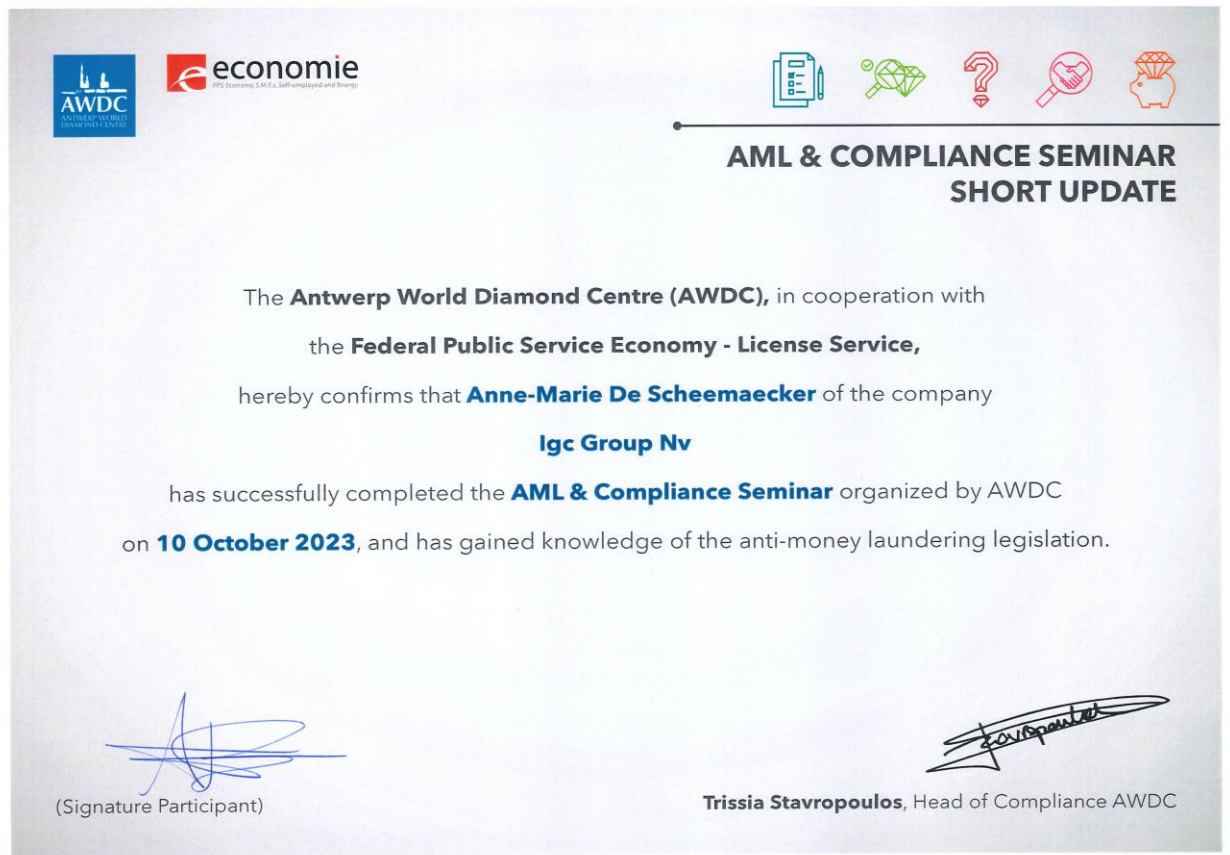 AWDC
ANTWERP WORLD
DIAMOND CENTRE
economie
FPS Economy, S.M.E.s, Self-employed and Energy
AML & COMPLIANCE SEMINAR
SHORT UPDATE
The Antwerp World Diamond Centre (AWDC), in cooperation with
the Federal Public Service Economy - License Service,
hereby confirms that Anne-Marie De Scheemaecker of the company
Igc Group Nv
has successfully completed the AML & Compliance Seminar organized by AWDC
on 10 October 2023, and has gained knowledge of the anti-money laundering legislation.
(Signature Participant)
Trissia Stavropoulos, Head of Compliance AWDC